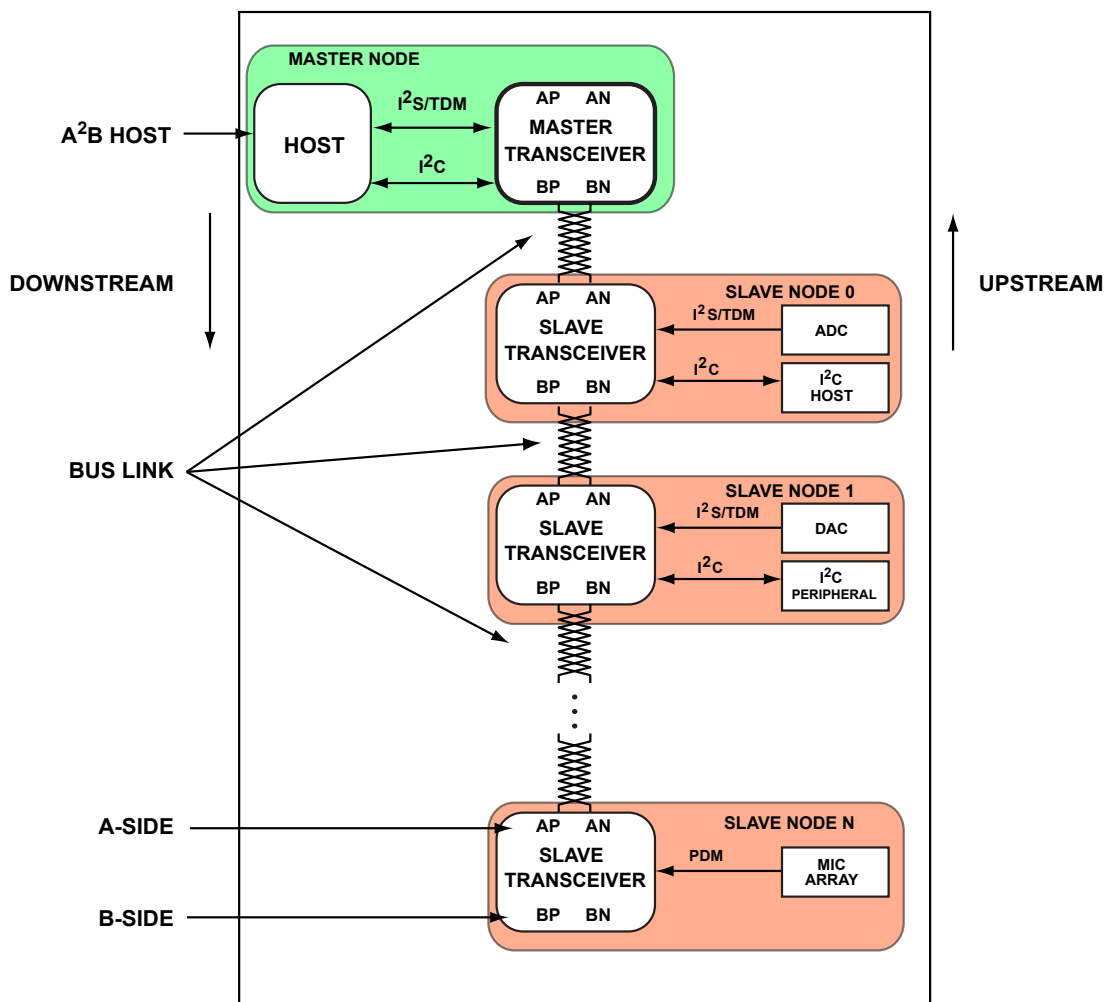 MASTER NODE
A²B HOST
HOST
I²S/TDM
I²C
AP AN
MASTER
TRANSCEIVER
BP BN
DOWNSTREAM
UPSTREAM
SLAVE NODE 0
AP AN
SLAVE
TRANSCEIVER
BP BN
I²S/TDM
ADC
I²C
I²C
HOST
BUS LINK
SLAVE NODE 1
AP AN
SLAVE
TRANSCEIVER
BP BN
I²S/TDM
DAC
I²C
I²C
PERIPHERAL
A-SIDE
SLAVE NODE N
AP AN
SLAVE
TRANSCEIVER
BP BN
PDM
MIC
ARRAY
B-SIDE